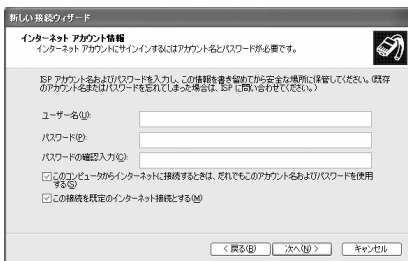 新しい接続ウィザード
インターネット アカウント情報
インターネット アカウントにサインインするにはアカウント名とパスワードが必要です。
ISP アカウント名およびパスワードを入力し、この情報を書き留めてから安全な場所に保管してください。(既存
のアカウント名またはパスワードを忘れてしまった場合は、ISP に問い合わせてください。)
ユーザー名(U):
パスワード(P):
パスワードの確認入力(C):
このコンピュータからインターネットに接続するときは、だれでもこのアカウント名およびパスワードを使用
する(S)
この接続を既定のインターネット接続とする(M)
< 戻る(B)
次へ(N) >
キャンセル